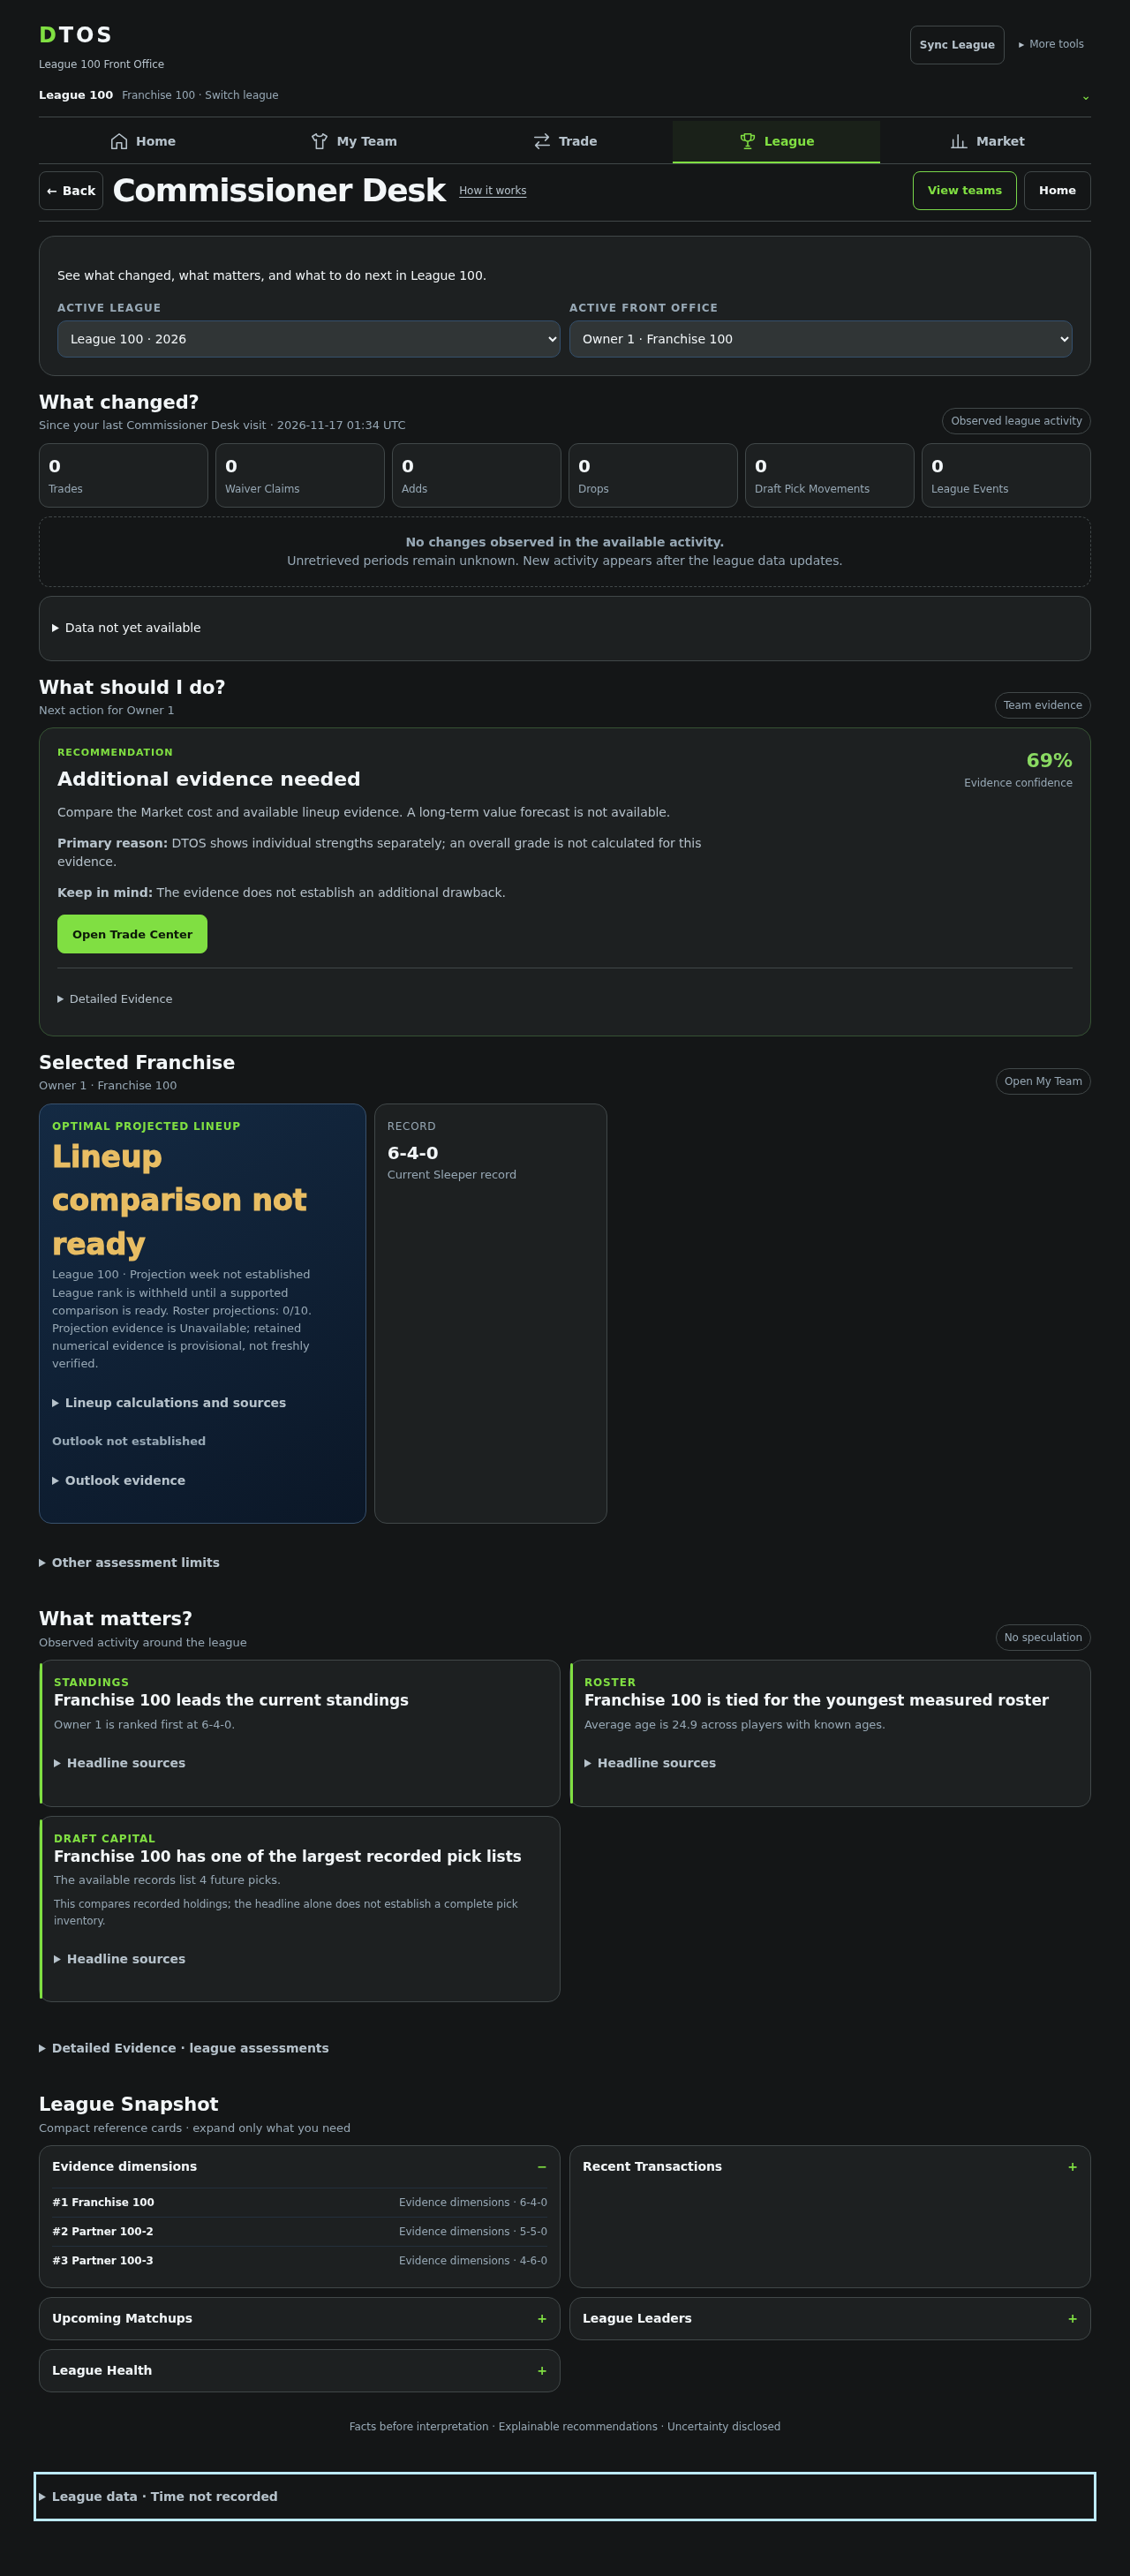 DTOS
League 100 Front Office
Sync League
▸ More tools
League 100 Franchise 100 · Switch league
Home
My Team
Trade
League
Market
← Back
Commissioner Desk
How it works
View teams
Home
See what changed, what matters, and what to do next in League 100.
ACTIVE LEAGUE
ACTIVE FRONT OFFICE
League 100 · 2026
Owner 1 · Franchise 100
What changed?
Since your last Commissioner Desk visit · 2026-11-17 01:34 UTC
Observed league activity
0
Trades
0
Waiver Claims
0
Adds
0
Drops
0
Draft Pick Movements
0
League Events
No changes observed in the available activity.
Unretrieved periods remain unknown. New activity appears after the league data updates.
▶ Data not yet available
What should I do?
Next action for Owner 1
Team evidence
RECOMMENDATION
Additional evidence needed
69%
Evidence confidence
Compare the Market cost and available lineup evidence. A long-term value forecast is not available.
Primary reason: DTOS shows individual strengths separately; an overall grade is not calculated for this
evidence.
Keep in mind: The evidence does not establish an additional drawback.
Open Trade Center
▶ Detailed Evidence
Selected Franchise
Owner 1 · Franchise 100
Open My Team
OPTIMAL PROJECTED LINEUP
Lineup
comparison not
ready
League 100 · Projection week not established
League rank is withheld until a supported
comparison is ready. Roster projections: 0/10.
Projection evidence is Unavailable; retained
numerical evidence is provisional, not freshly
verified.
▶ Lineup calculations and sources
Outlook not established
▶ Outlook evidence
RECORD
6-4-0
Current Sleeper record
▶ Other assessment limits
What matters?
Observed activity around the league
No speculation
STANDINGS
Franchise 100 leads the current standings
Owner 1 is ranked first at 6-4-0.
▶ Headline sources
ROSTER
Franchise 100 is tied for the youngest measured roster
Average age is 24.9 across players with known ages.
▶ Headline sources
DRAFT CAPITAL
Franchise 100 has one of the largest recorded pick lists
The available records list 4 future picks.
This compares recorded holdings; the headline alone does not establish a complete pick
inventory.
▶ Headline sources
▶ Detailed Evidence · league assessments
League Snapshot
Compact reference cards · expand only what you need
Evidence dimensions −
#1 Franchise 100 Evidence dimensions · 6-4-0
#2 Partner 100-2 Evidence dimensions · 5-5-0
#3 Partner 100-3 Evidence dimensions · 4-6-0
Recent Transactions +
Upcoming Matchups +
League Leaders +
League Health +
Facts before interpretation · Explainable recommendations · Uncertainty disclosed
▶ League data · Time not recorded